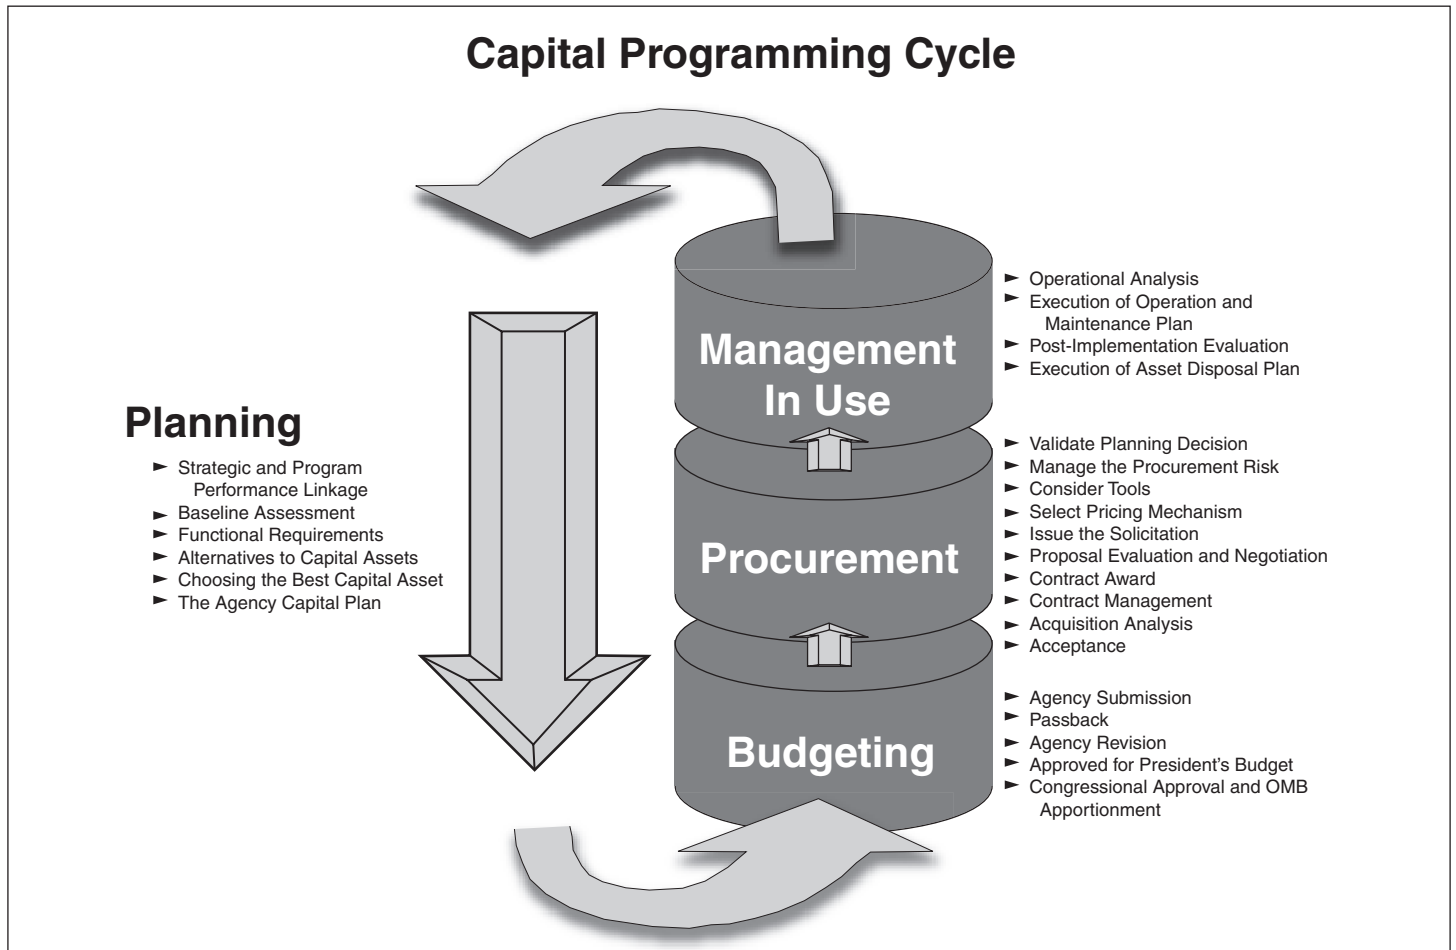 Capital Programming Cycle
Planning
► Strategic and Program
Performance Linkage
► Baseline Assessment
► Functional Requirements
► Alternatives to Capital Assets
► Choosing the Best Capital Asset
► The Agency Capital Plan
Management
In Use
► Operational Analysis
► Execution of Operation and
Maintenance Plan
► Post-Implementation Evaluation
► Execution of Asset Disposal Plan
Procurement
► Validate Planning Decision
► Manage the Procurement Risk
► Consider Tools
► Select Pricing Mechanism
► Issue the Solicitation
► Proposal Evaluation and Negotiation
► Contract Award
► Contract Management
► Acquisition Analysis
► Acceptance
Budgeting
► Agency Submission
► Passback
► Agency Revision
► Approved for President’s Budget
► Congressional Approval and OMB
Apportionment